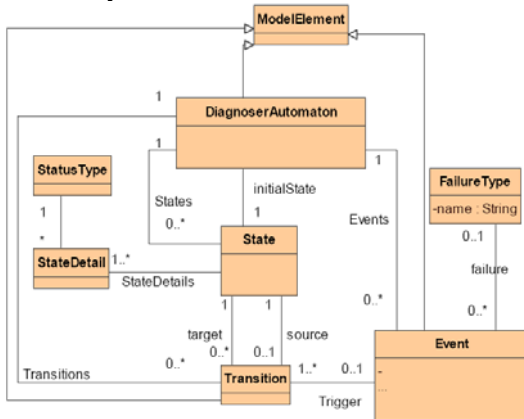 ModelElement
1
DiagnoserAutomaton
1
1
StatusType
FailureType
-name : String
initialState
States
0..*
1
Events
1
0..1
State
failure
*
StateDetail
1..*
StateDetails
1
1
0..*
0..*
target
source
Event
0..*
0..1
0..*
Transitions
Transition
1..*
0..1
-
...
Trigger